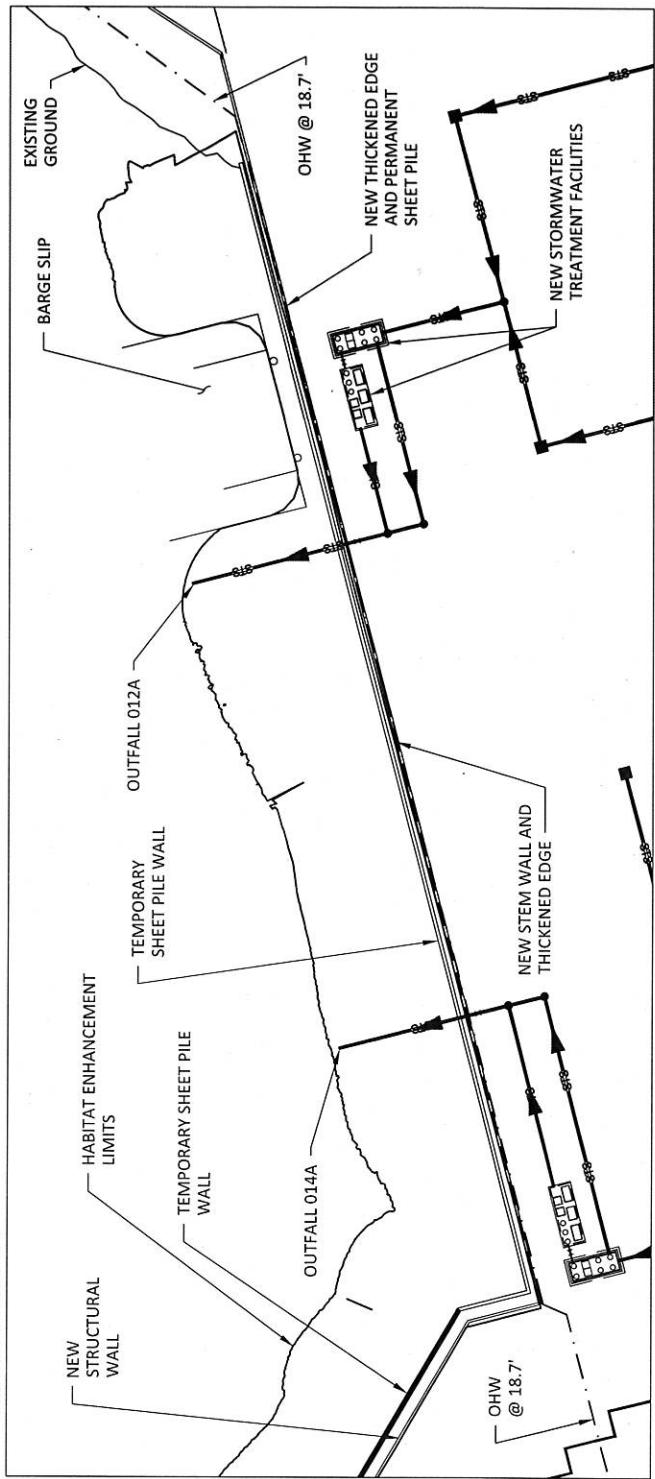 NEW
STRUCTURAL
WALL
HABITAT ENHANCEMENT
LIMITS
TEMPORARY SHEET PILE
WALL
TEMPORARY
SHEET PILE WALL
OUTFALL 014A
OUTFALL 012A
BARGE SLIP
EXISTING
GROUND
OHW @ 18.7'
NEW THICKENED EDGE
AND PERMANENT
SHEET PILE
NEW STORMWATER
TREATMENT FACILITIES
NEW STEM WALL AND
THICKENED EDGE
OHW
@ 18.7'